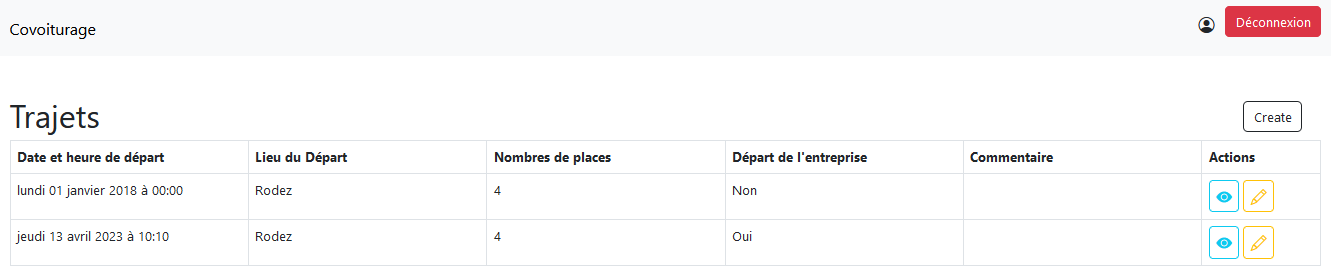 Covoiturage
Déconnexion
Trajets
Create
Date et heure de départ Lieu du Départ Nombres de places Départ de l'entreprise Commentaire Actions
lundi 01 janvier 2018 à 00:00 Rodez 4 Non
jeudi 13 avril 2023 à 10:10 Rodez 4 Oui